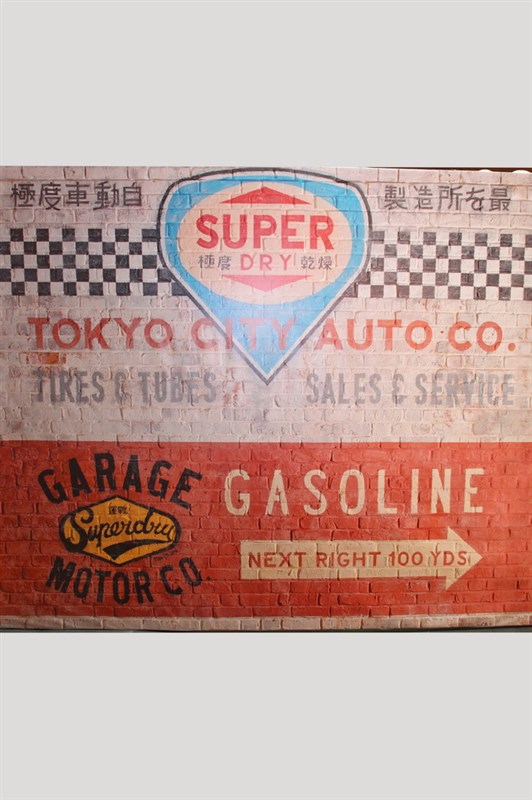 極度車動自
製造所を最
SUPER
極度 DRY 乾燥
TOKYO CITY AUTO CO.
TIRES & TUBES
SALES & SERVICE
GARAGE
Superdry
MOTOR CO.
GASOLINE
NEXT RIGHT 100 YDS